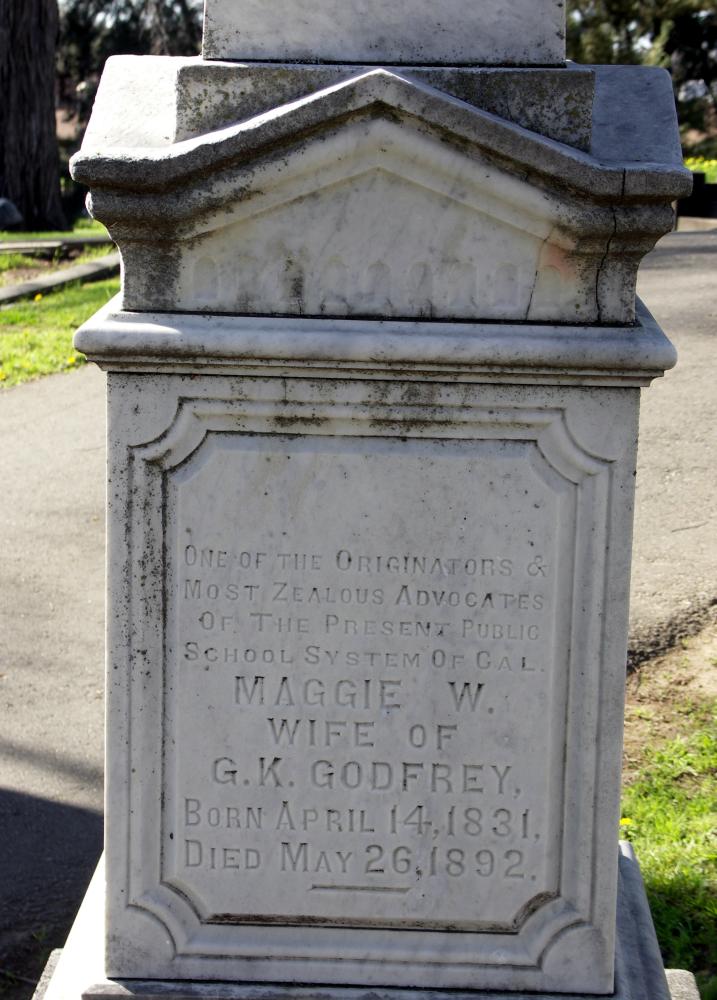 One of the Originators &
Most Zealous Advocates
Of The Present Public
School System Of Cal.
MAGGIE W.
WIFE OF
G.K. GODFREY,
Born April 14, 1831,
Died May 26, 1892.